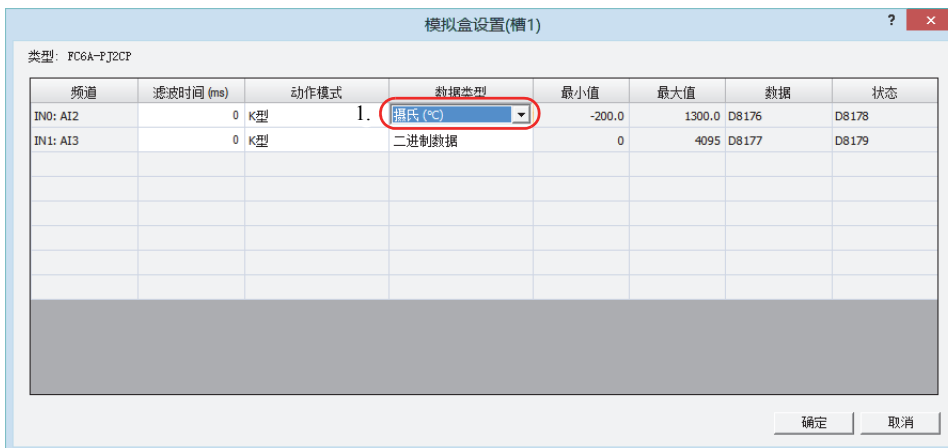 模拟盒设置(槽1) ? ×
类型: FC6A-PJ2CP
频道 滤波时间 (ms) 动作模式 数据类型 最小值 最大值 数据 状态
IN0: AI2 0 K型 1. 摄氏 (℃) -200.0 1300.0 D8176 D8178
IN1: AI3 0 K型 二进制数据 0 4095 D8177 D8179
确定 取消